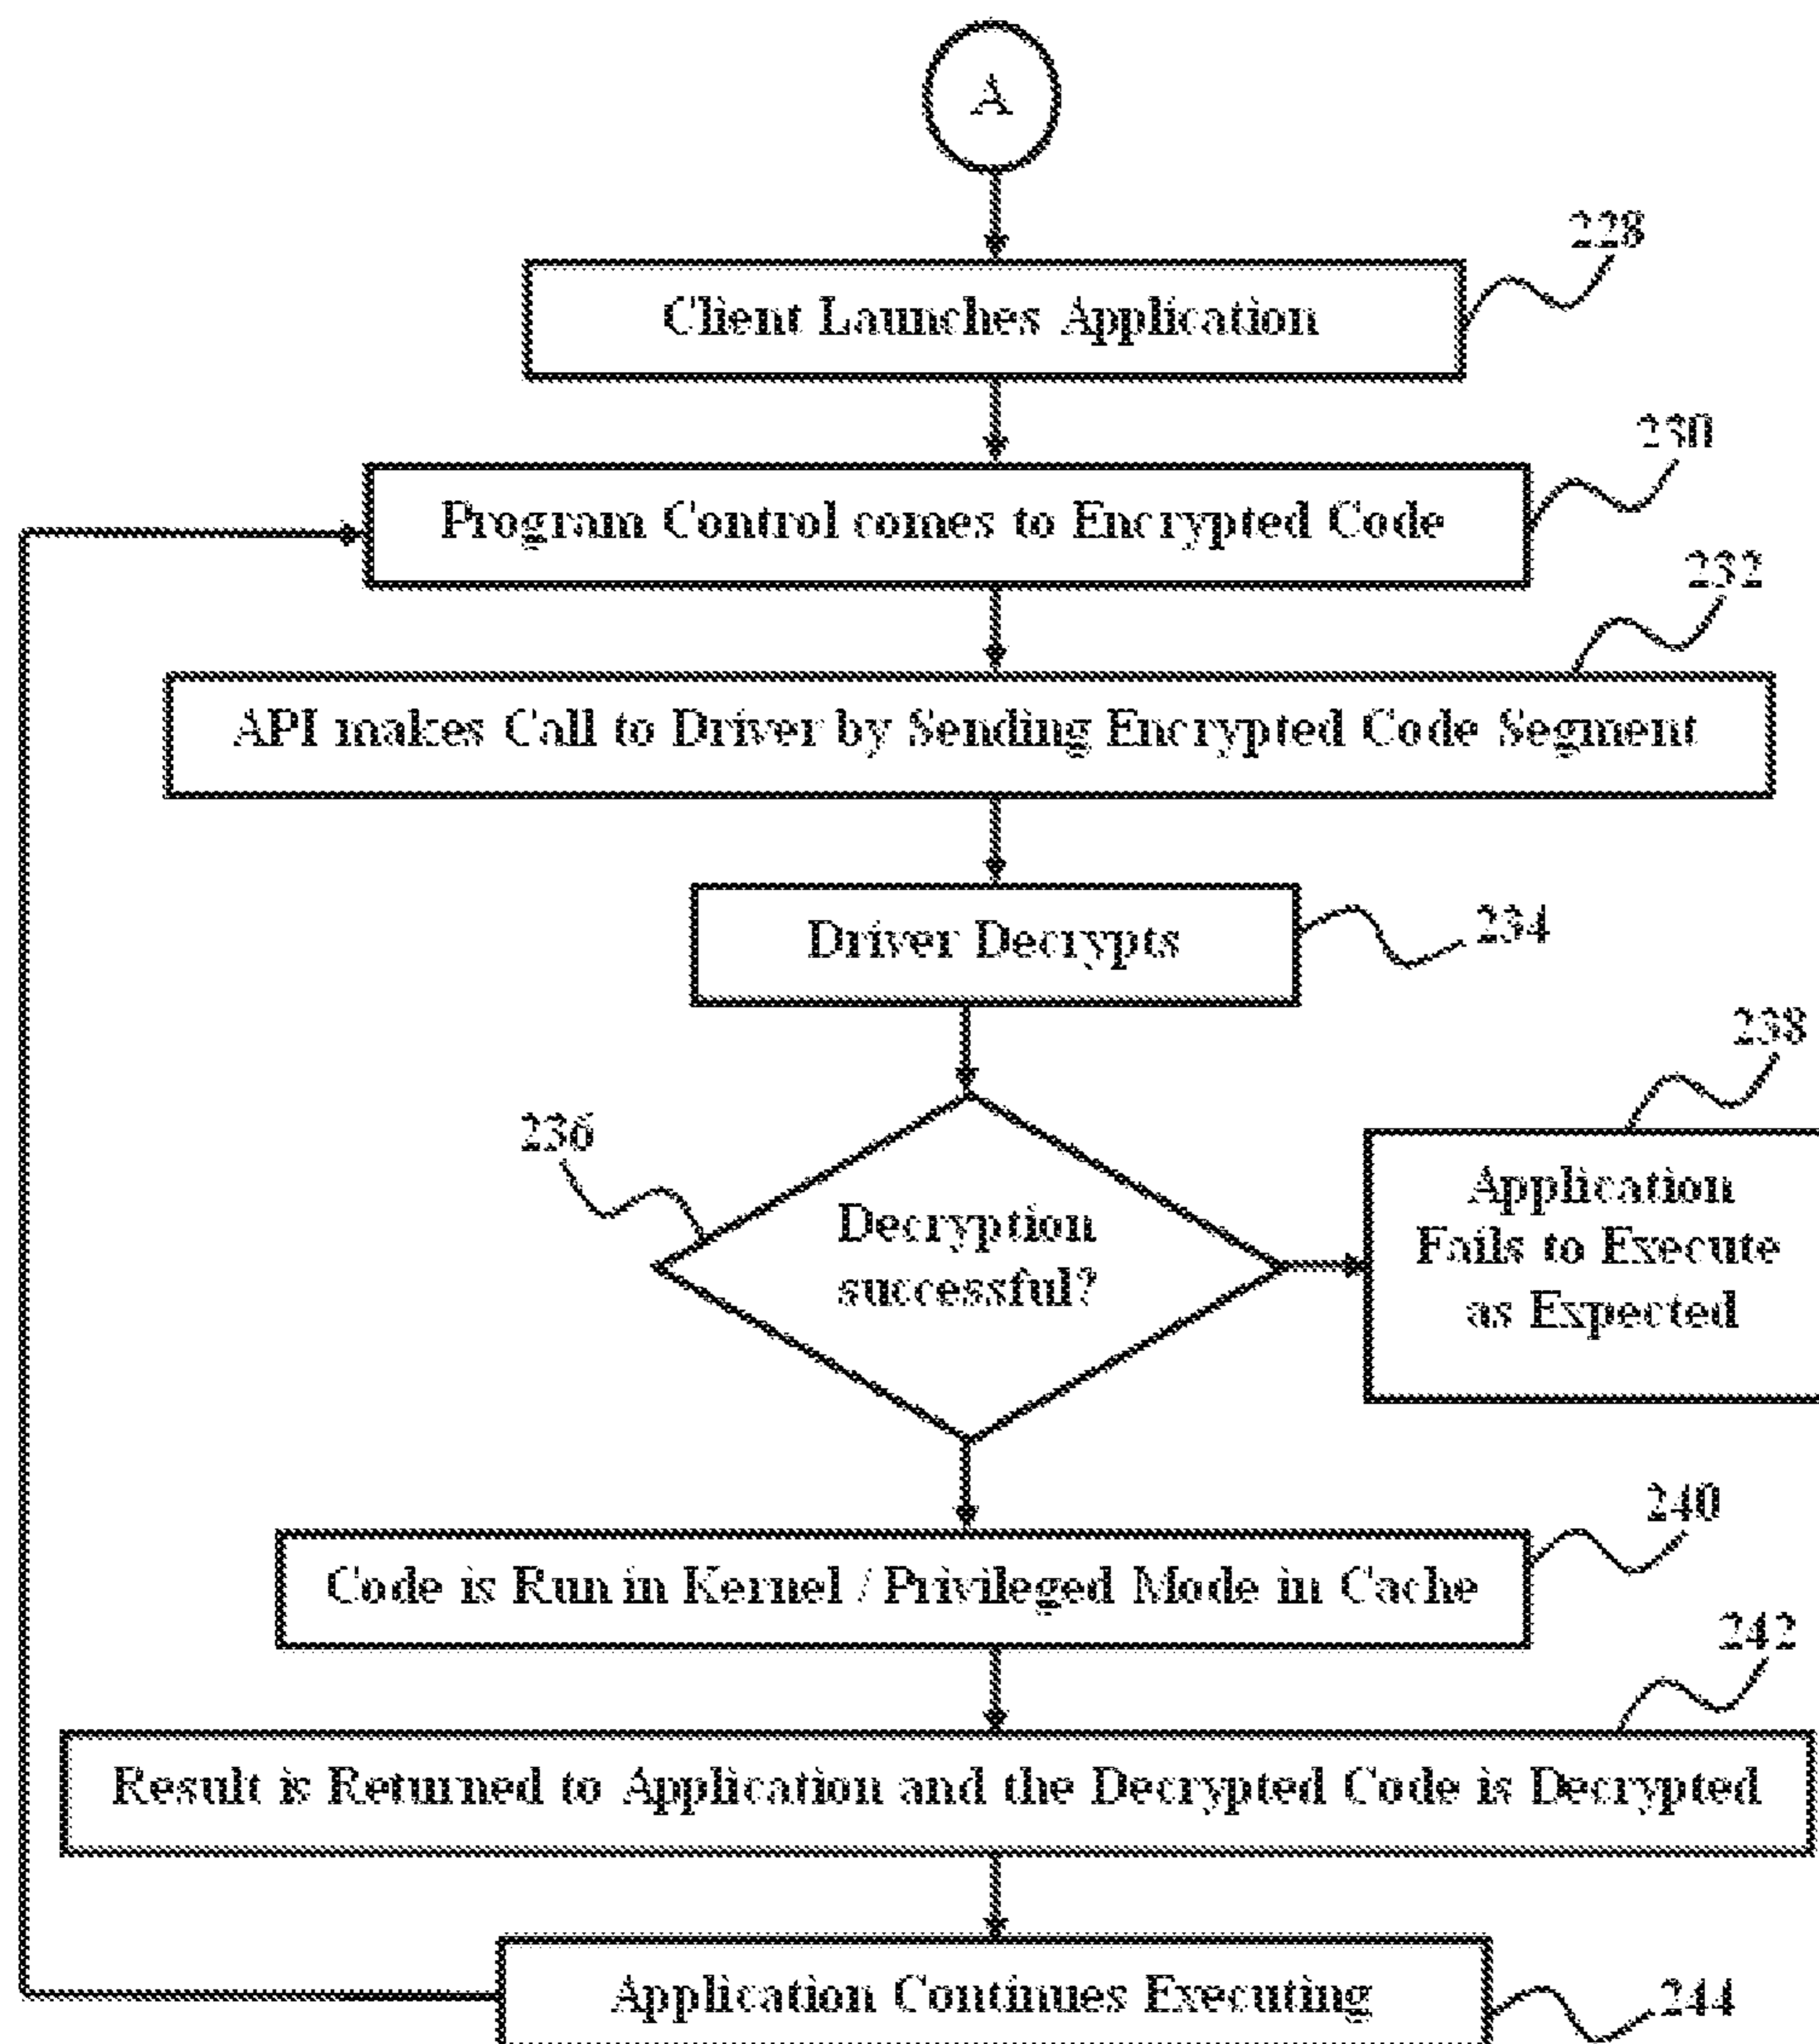 A
228
Client Launches Application
230
Program Control comes to Encrypted Code
232
API makes Call to Driver by Sending Encrypted Code Segment
Driver Decrypts
234
238
236
Decryption
successful?
Application
Fails to Execute
as Expected
240
Code is Run in Kernel / Privileged Mode in Cache
242
Result is Returned to Application and the Decrypted Code is Decrypted
Application Continues Executing
244